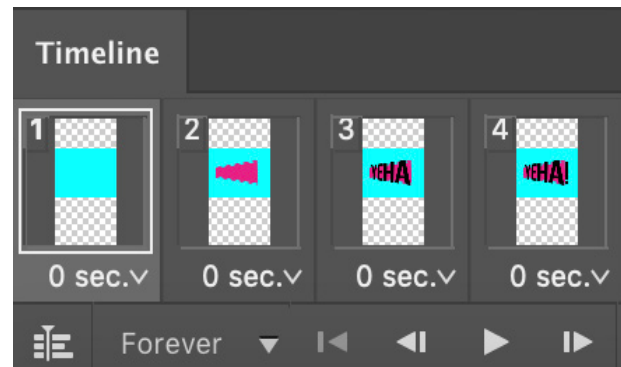 Timeline
1 2 3 4
YEHA YEHA!
0 sec. 0 sec. 0 sec. 0 sec.
Forever